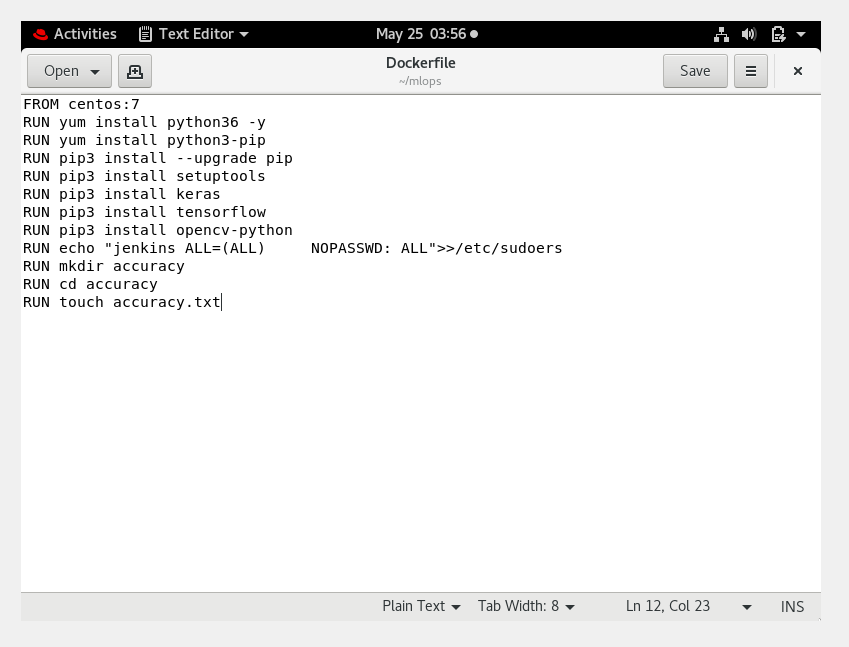 Activities Text Editor May 25 03:56
Open Dockerfile Save
~/mlops
FROM centos:7
RUN yum install python36 -y
RUN yum install python3-pip
RUN pip3 install --upgrade pip
RUN pip3 install setuptools
RUN pip3 install keras
RUN pip3 install tensorflow
RUN pip3 install opencv-python
RUN echo "jenkins ALL=(ALL)     NOPASSWD: ALL">>/etc/sudoers
RUN mkdir accuracy
RUN cd accuracy
RUN touch accuracy.txt
Plain Text Tab Width: 8 Ln 12, Col 23 INS